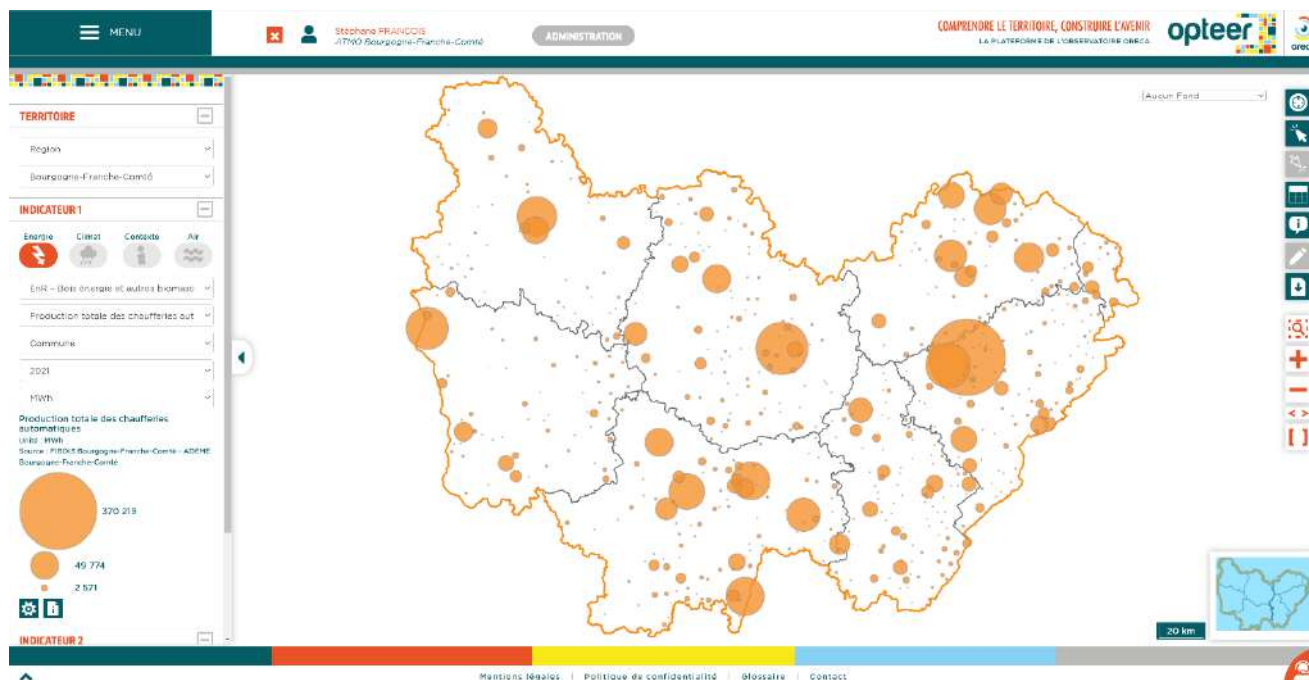 MENU
Stéphane FRANCOIS
ATMO Bourgogne-Franche-Comté
ADMINISTRATION
COMPRENDRE LE TERRITOIRE, CONSTRUIRE L'AVENIR
LA PLATEFORME DE L'OBSERVATOIRE ORECA
opteer
(Aucun Fond
TERRITOIRE
Région
Bourgogne-Franche-Comté
INDICATEUR 1
Energie Climat Contexte Air
EnR - Bois énergie et autres biomass
Production totale des chaufferies aut
Commune
2021
MWh
Production totale des chaufferies
automatiques
Unité : MWh
Source : FIBOIS Bourgogne-Franche-Comté - ADEME
Bourgogne-Franche-Comté
370 219
49 774
2 571
INDICATEUR 2
20 km
Mentions légales | Politique de confidentialité | Glossaire | Contact